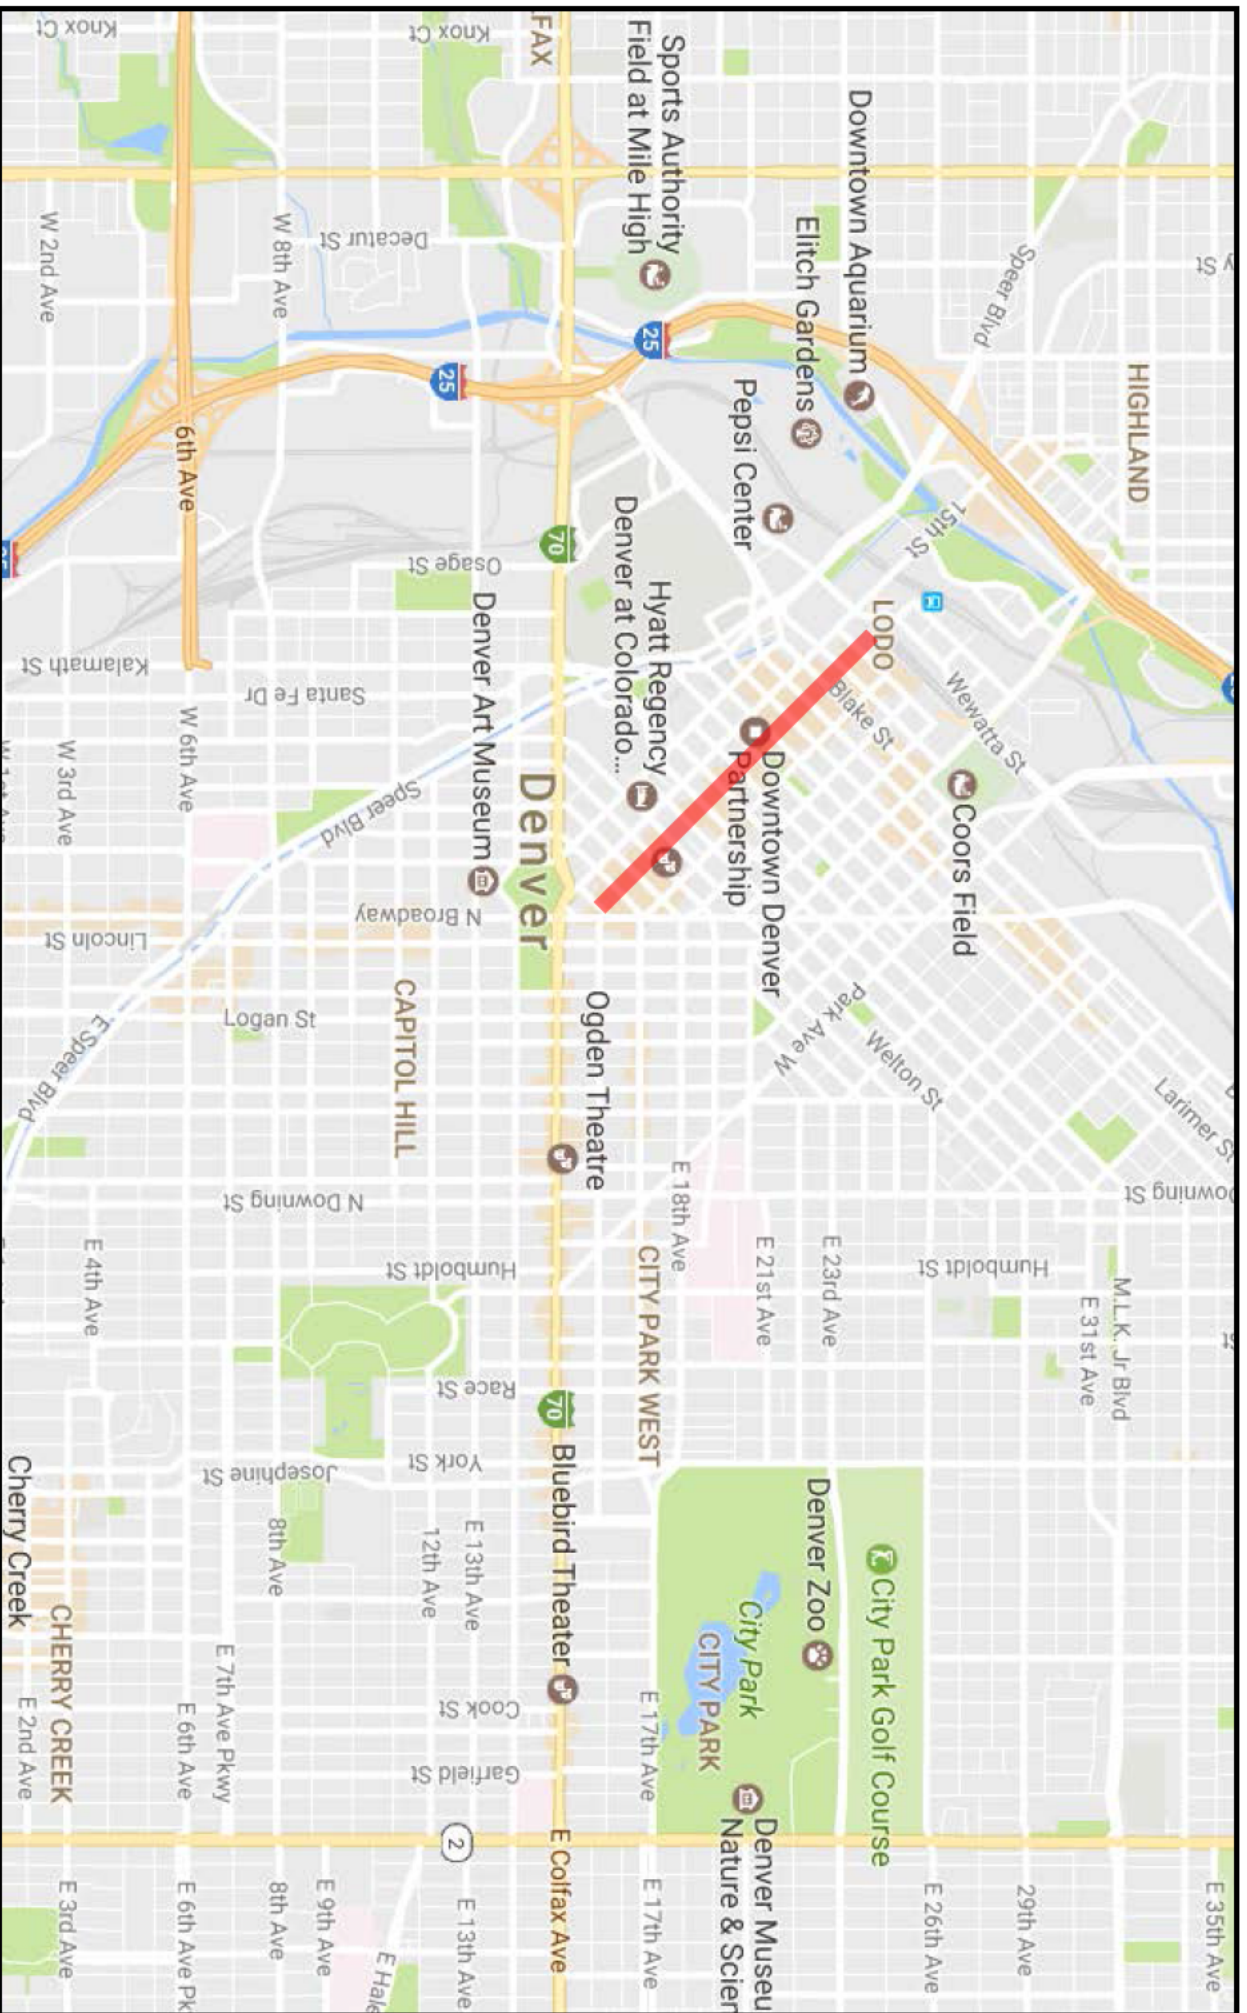 Knox Ct
Knox Ct
FAX
Sports Authority
Field at Mile High
Downtown Aquarium
Elitch Gardens
Speer Blvd
HIGHLAND
W 2nd Ave
W 8th Ave
Decatur St
25
25
Pepsi Center
15th St
6th Ave
70
Osage St
Denver Art Museum
Hyatt Regency
Denver at Colorado...
LODO
Blake St
Wewatta St
Kalamath St
Santa Fe Dr
W 6th Ave
W 3rd Ave
Speer Blvd
Denver
Downtown Denver
Partnership
Coors Field
N Broadway
Lincoln St
Logan St
E Speer Blvd
CAPITOL HILL
Ogden Theatre
Park Ave W
Welton St
Larimer St
N Downing St
E 18th Ave
E 21st Ave
E 23rd Ave
Humboldt St
Humboldt St
M.L.K. Jr Blvd
E 31st Ave
E 4th Ave
CITY PARK WEST
Race St
70
York St
Josephine St
Bluebird Theater
Denver Zoo
City Park Golf Course
City Park
CITY PARK
Cherry Creek
CHERRY CREEK
8th Ave
12th Ave
E 13th Ave
E 7th Ave Pkwy
E 6th Ave
E 2nd Ave
Cook St
Garfield St
E 17th Ave
2
E Colfax Ave
Denver Museu
Nature & Scien
E 3rd Ave
E 6th Ave Pk
8th Ave
E 9th Ave
E Hale
E 13th Ave
E 17th Ave
E 26th Ave
29th Ave
E 35th Ave